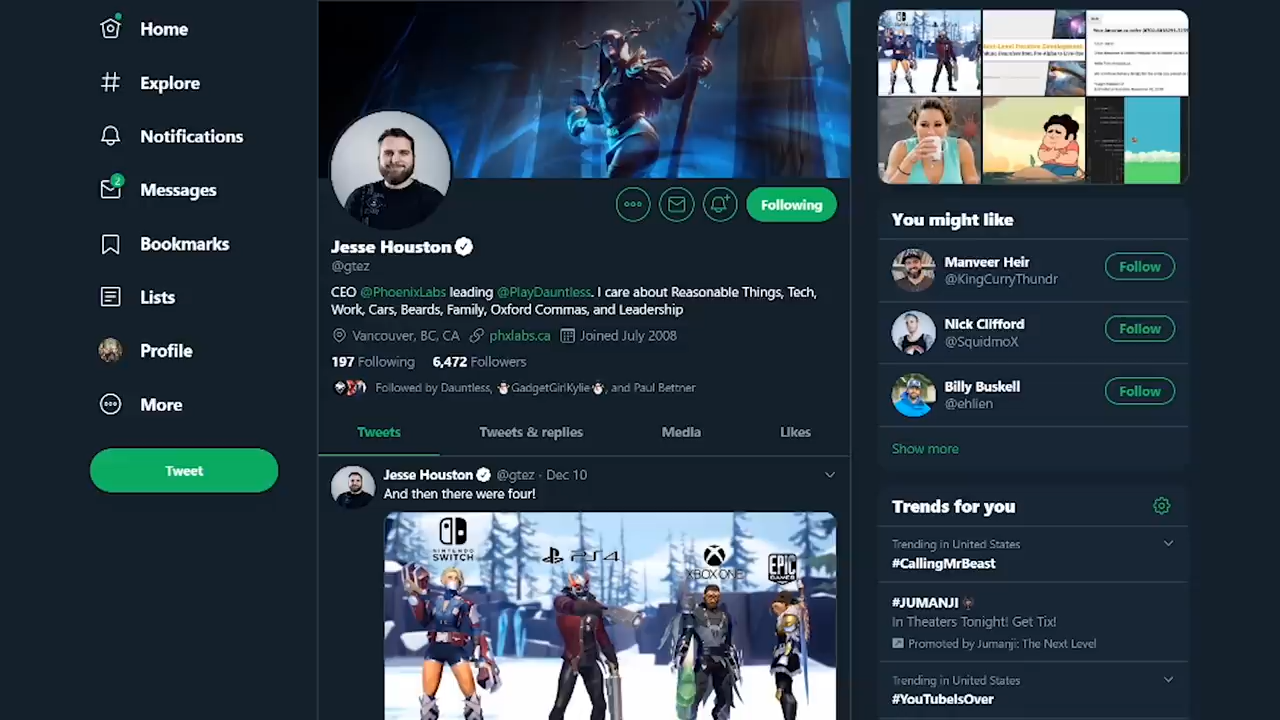 Home
Explore
Notifications
2
Messages
Bookmarks
Lists
Profile
More
Tweet
Following
Jesse Houston
@gtez
CEO @PhoenixLabs leading @PlayDauntless. I care about Reasonable Things, Tech,
Work, Cars, Beards, Family, Oxford Commas, and Leadership
Vancouver, BC, CA phxlabs.ca Joined July 2008
197 Following 6,472 Followers
Followed by Dauntless, GadgetGirlKylie, and Paul Bettner
Tweets Tweets & replies Media Likes
Jesse Houston @gtez · Dec 10
And then there were four!
NINTENDO
SWITCH
PS4
XBOX ONE
EPIC
GAMES
You might like
Manveer Heir
@KingCurryThundr
Follow
Nick Clifford
@SquidmoX
Follow
Billy Buskell
@ehlien
Follow
Show more
Trends for you
Trending in United States
#CallingMrBeast
#JUMANJI
In Theaters Tonight! Get Tix!
Promoted by Jumanji: The Next Level
Trending in United States
#YouTubeIsOver